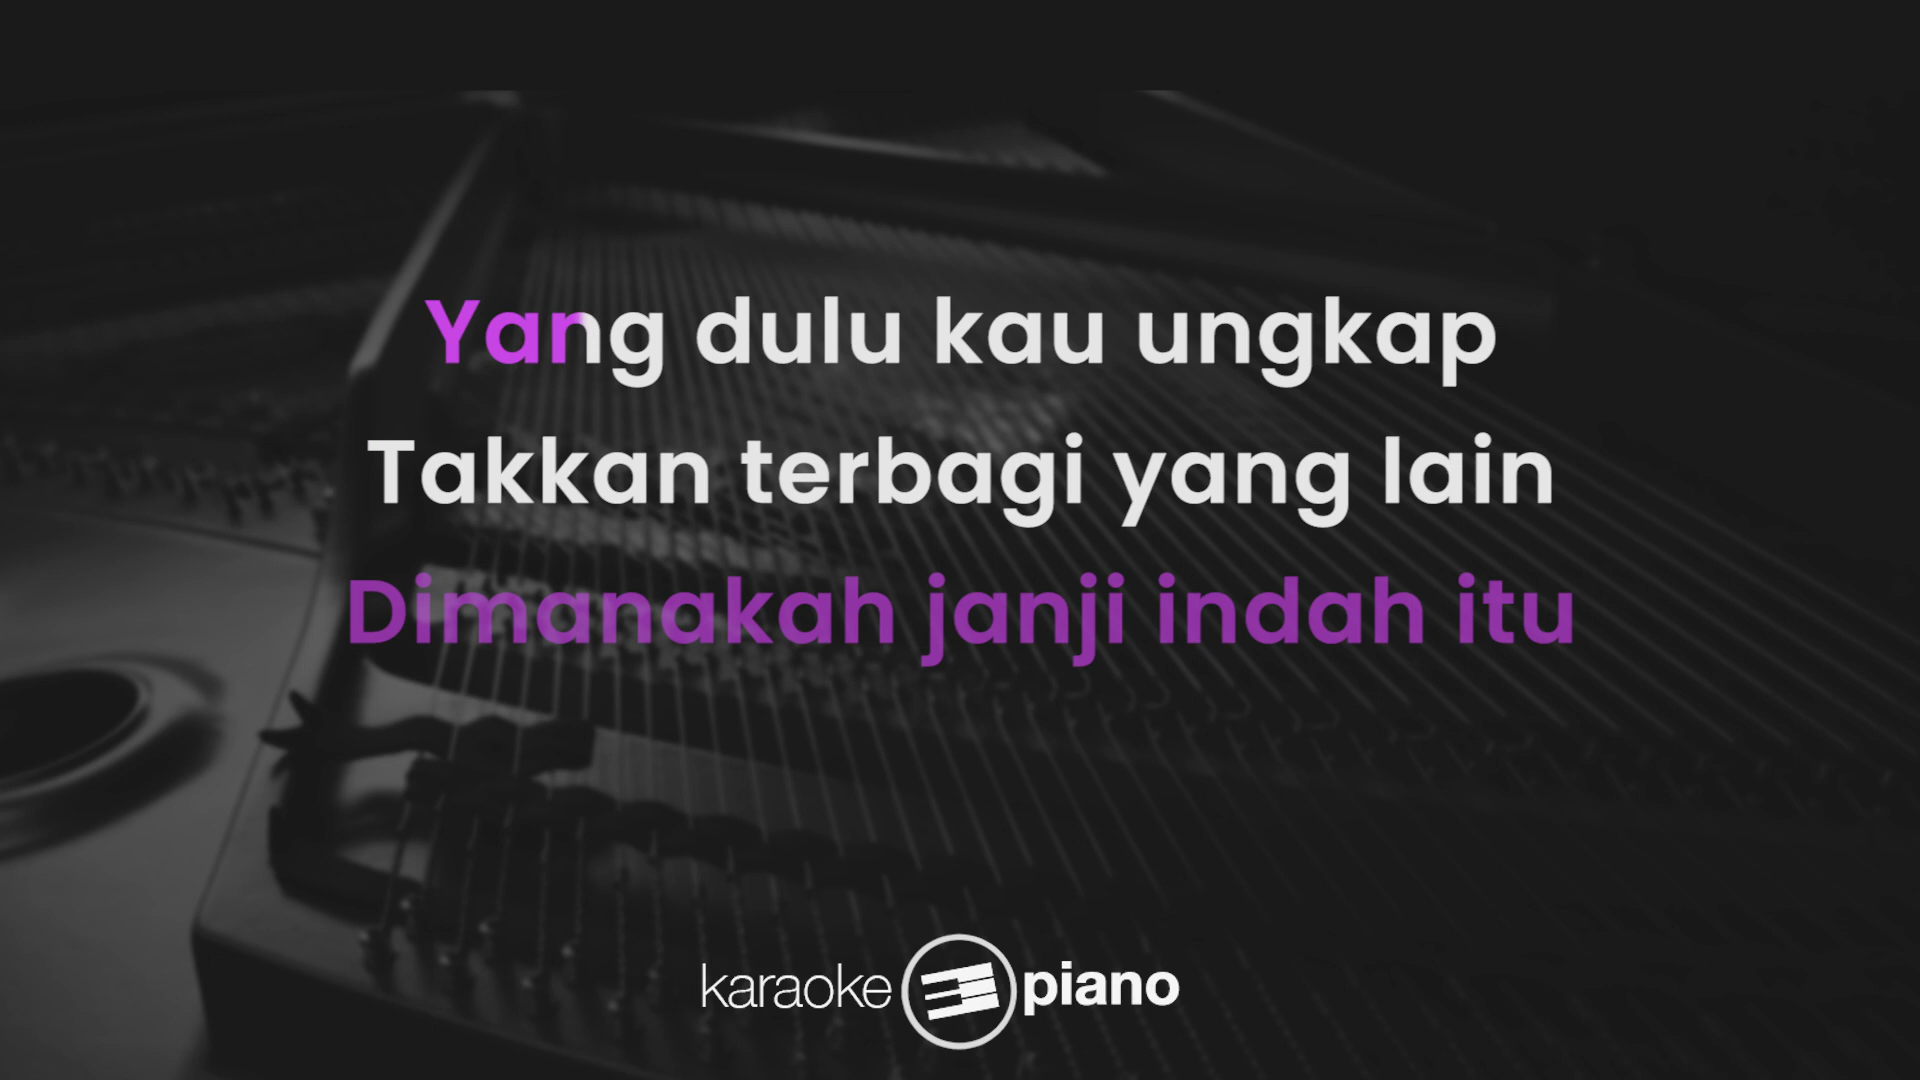 Yang dulu kau ungkap
Takkan terbagi yang lain
Dimanakah janji indah itu
karaoke piano